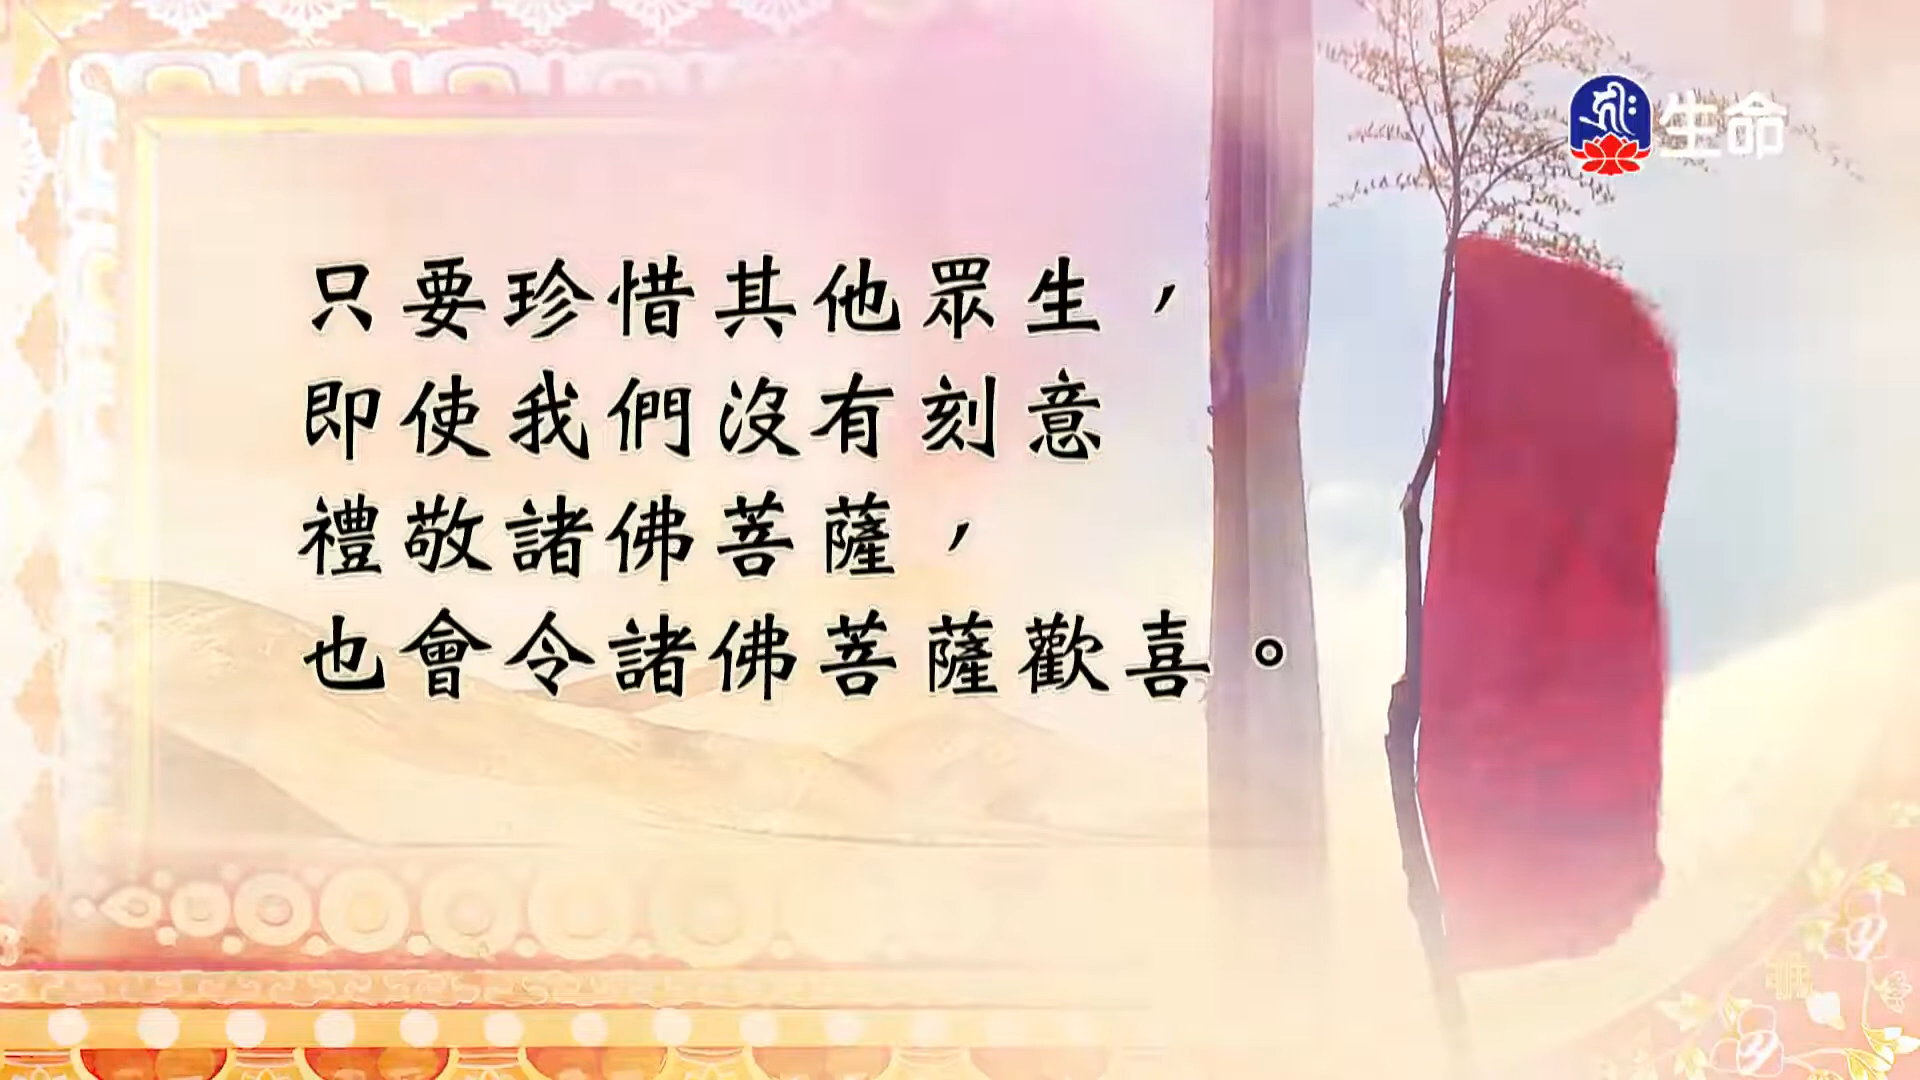 生命
只要珍惜其他眾生，
即使我們沒有刻意
禮敬諸佛菩薩，
也會令諸佛菩薩歡喜。